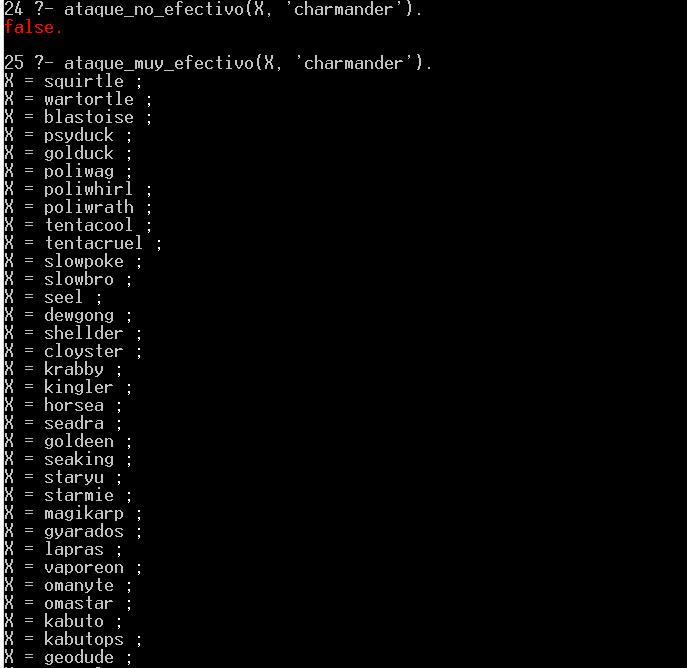 24 ?- ataque_no_efectivo(X, 'charmander').
false.
25 ?- ataque_muy_efectivo(X, 'charmander').
X = squirtle ;
X = wartortle ;
X = blastoise ;
X = psyduck ;
X = golduck ;
X = poliwag ;
X = poliwhirl ;
X = poliwrath ;
X = tentacool ;
X = tentacruel ;
X = slowpoke ;
X = slowbro ;
X = seel ;
X = dewgong ;
X = shellder ;
X = cloyster ;
X = krabby ;
X = kingler ;
X = horsea ;
X = seadra ;
X = goldeen ;
X = seaking ;
X = staryu ;
X = starmie ;
X = magikarp ;
X = gyarados ;
X = lapras ;
X = vaporeon ;
X = omanyte ;
X = omastar ;
X = kabuto ;
X = kabutops ;
X = geodude ;